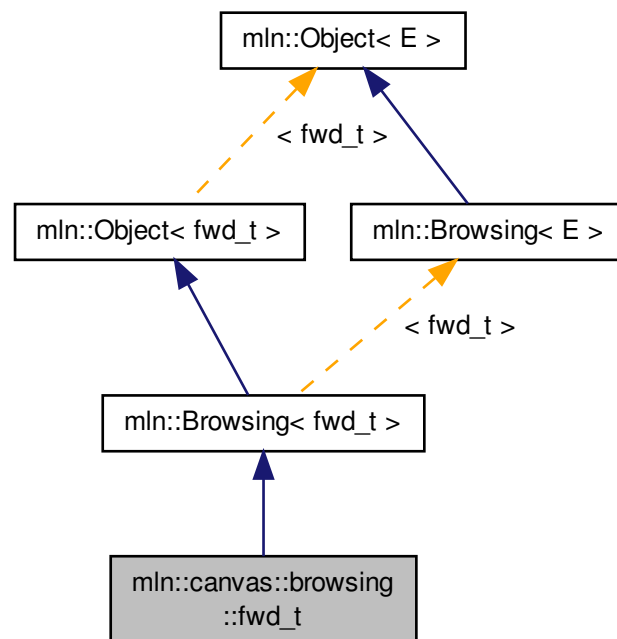 mln::Object< E >
< fwd_t >
mln::Object< fwd_t >
mln::Browsing< E >
< fwd_t >
mln::Browsing< fwd_t >
mln::canvas::browsing
::fwd_t